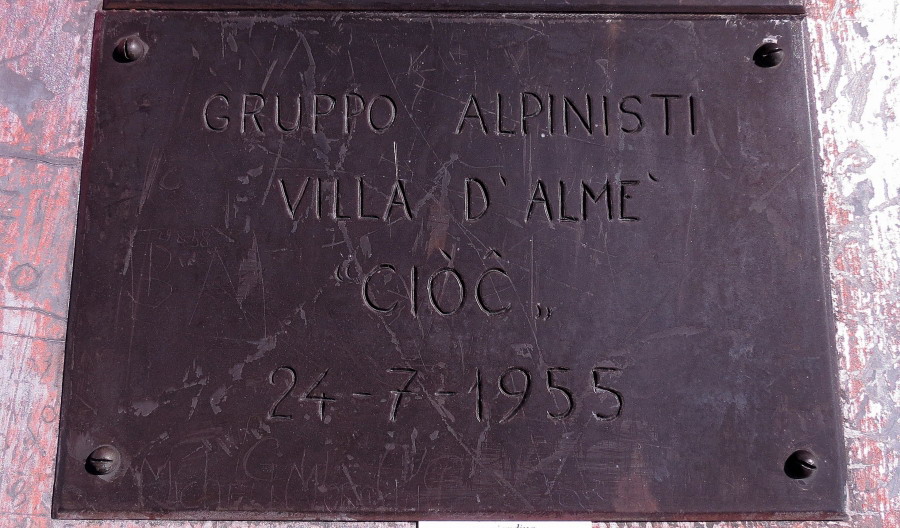 GRUPPO ALPINISTI
VILLA D'ALME`
“CIÒĈ„
24-7-1955